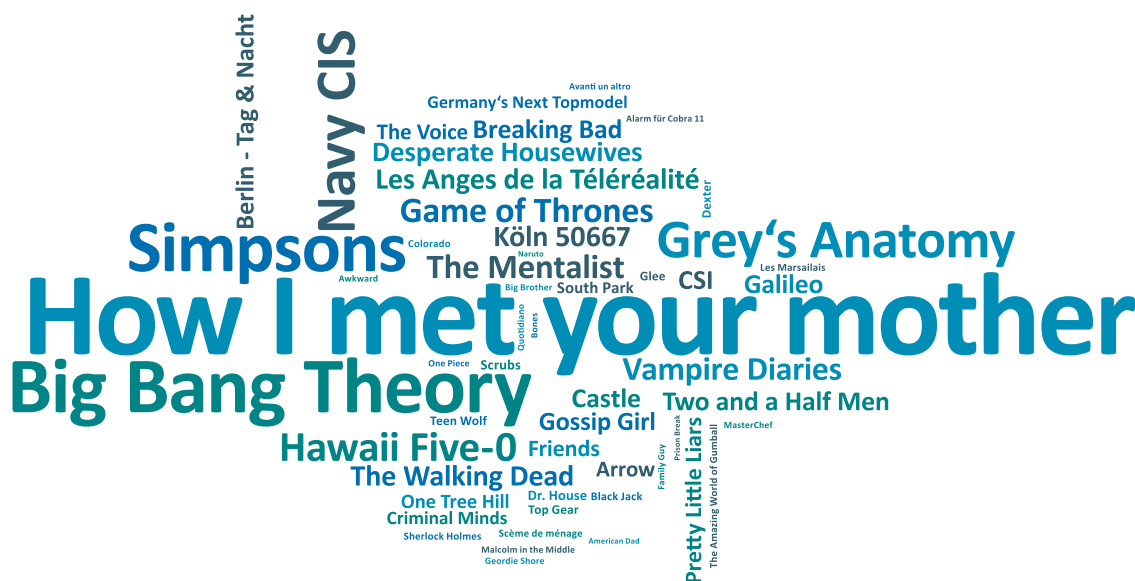 Berlin - Tag & Nacht
Navy CIS
Avanti un altro
Germany‘s Next Topmodel
Alarm für Cobra 11
The Voice
Breaking Bad
Desperate Housewives
Les Anges de la Téléréalité
Dexter
Game of Thrones
Simpsons
Colorado
Köln 50667
Grey‘s Anatomy
Naruto
The Mentalist
Awkward
Big Brother
South Park
Glee
CSI
Les Marsailais
Galileo
How I met your mother
Quotidiano
Bones
Big Bang Theory
One Piece
Scrubs
Vampire Diaries
Castle
Two and a Half Men
Teen Wolf
Gossip Girl
Prison Break
Pretty Little Liars
The Amazing World of Gumball
MasterChef
Hawaii Five-0
Friends
Family Guy
The Walking Dead
Arrow
One Tree Hill
Dr. House
Black Jack
Criminal Minds
Top Gear
Sherlock Holmes
Scème de ménage
American Dad
Malcolm in the Middle
Geordie Shore